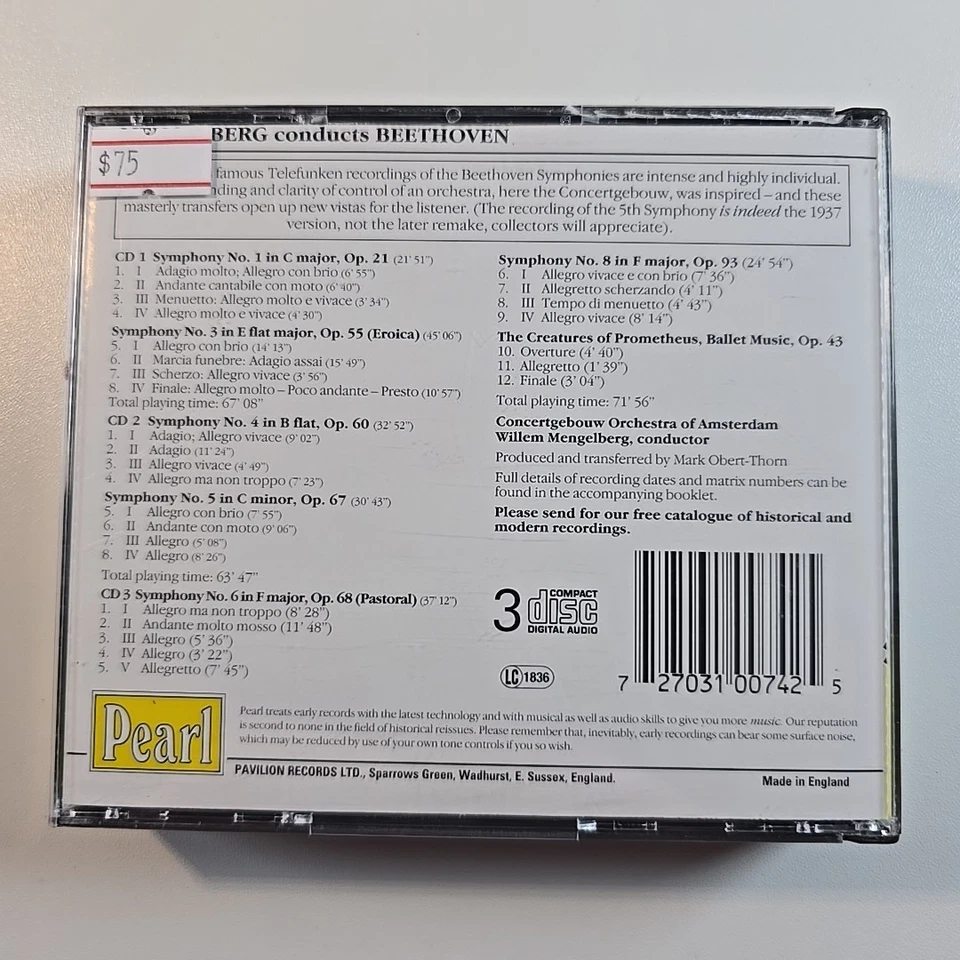 $75
BERG conducts BEETHOVEN
famous Telefunken recordings of the Beethoven Symphonies are intense and highly individual.
and clarity of control of an orchestra, here the Concertgebouw, was inspired – and these
masterly transfers open up new vistas for the listener. (The recording of the 5th Symphony is indeed the 1937
version, not the later remake, collectors will appreciate).
CD 1 Symphony No. 1 in C major, Op. 21 (21' 51")
1. I Adagio molto; Allegro con brio (6' 55")
2. II Andante cantabile con moto (6' 40")
3. III Menuetto: Allegro molto e vivace (3' 34")
4. IV Allegro molto e vivace (4' 30")
Symphony No. 3 in E flat major, Op. 55 (Eroica) (45' 06")
5. I Allegro con brio (14' 13")
6. II Marcia funebre: Adagio assai (15' 49")
7. III Scherzo: Allegro vivace (3' 56")
8. IV Finale: Allegro molto – Poco andante – Presto (10' 57")
Total playing time: 67' 08"
CD 2 Symphony No. 4 in B flat, Op. 60 (32' 52")
1. I Adagio; Allegro vivace (9' 02")
2. II Adagio (11' 24")
3. III Allegro vivace (4' 49")
4. IV Allegro ma non troppo (7' 23")
Symphony No. 5 in C minor, Op. 67 (30' 43")
5. I Allegro con brio (7' 55")
6. II Andante con moto (9' 06")
7. III Allegro (5' 08")
8. IV Allegro (8' 26")
Total playing time: 63' 47"
CD 3 Symphony No. 6 in F major, Op. 68 (Pastoral) (37' 12")
1. I Allegro ma non troppo (8' 28")
2. II Andante molto mosso (11' 48")
3. III Allegro (5' 36")
4. IV Allegro (3' 22")
5. V Allegretto (7' 45")
Symphony No. 8 in F major, Op. 93 (24' 54")
6. I Allegro vivace e con brio (7' 36")
7. II Allegretto scherzando (4' 11")
8. III Tempo di menuetto (4' 43")
9. IV Allegro vivace (8' 14")
The Creatures of Prometheus, Ballet Music, Op. 43
10. Overture (4' 40")
11. Allegretto (1' 39")
12. Finale (3' 04")
Total playing time: 71' 56"
Concertgebouw Orchestra of Amsterdam
Willem Mengelberg, conductor
Produced and transferred by Mark Obert-Thorn
Full details of recording dates and matrix numbers can be
found in the accompanying booklet.
Please send for our free catalogue of historical and
modern recordings.
3 COMPACT
disc
DIGITAL AUDIO
LC 1836
7 27031 00742 5
Pearl
Pearl treats early records with the latest technology and with musical as well as audio skills to give you more music. Our reputation
is second to none in the field of historical reissues. Please remember that, inevitably, early recordings can bear some surface noise,
which may be reduced by use of your own tone controls if you so wish.
PAVILION RECORDS LTD., Sparrows Green, Wadhurst, E. Sussex, England.
Made in England